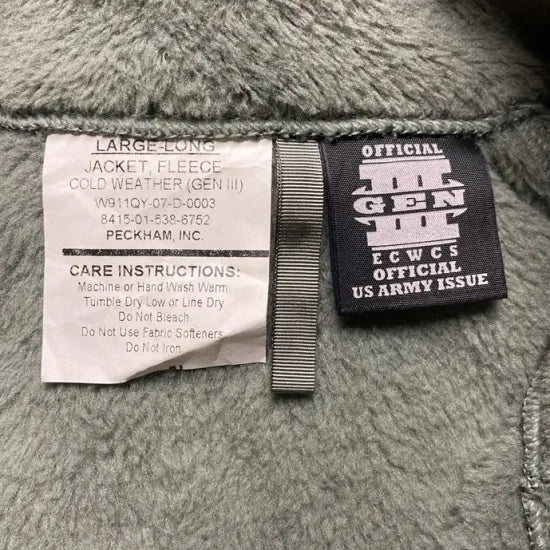 LARGE-LONG
JACKET, FLEECE
COLD WEATHER (GEN III)
W911QY-07-D-0003
8415-01-538-6752
PECKHAM, INC.
CARE INSTRUCTIONS:
Machine or Hand Wash Warm
Tumble Dry Low or Line Dry
Do Not Bleach
Do Not Use Fabric Softeners
Do Not Iron
OFFICIAL
III
GEN
ECWCS
OFFICIAL
US ARMY ISSUE